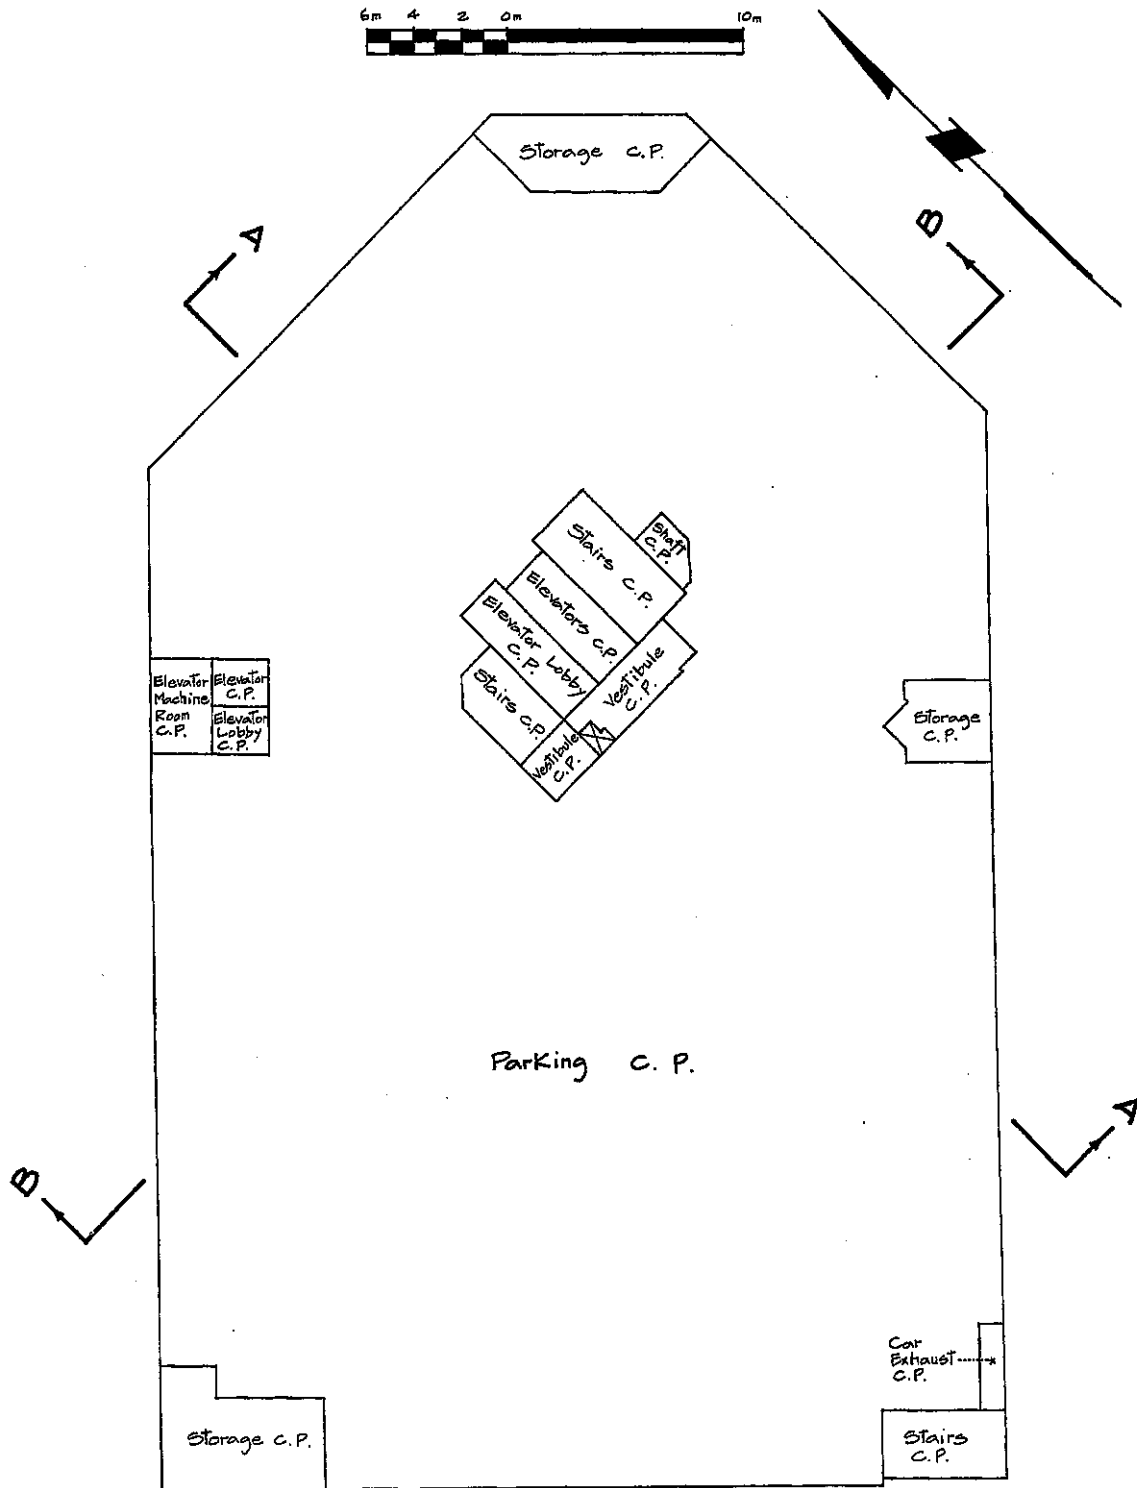 6m 4 2 0m 10m
Storage C.P.
A
B
Stairs C.P.
Shaft
C.P.
Elevators C.P.
Elevator Lobby
C.P.
Vestibule
C.P.
Stairs C.P.
Vestibule
C.P.
Elevator
Machine
Room
C.P.
Elevator
C.P.
Elevator
Lobby
C.P.
Storage
C.P.
Parking C. P.
A
B
Car
Exhaust
C.P.
Storage C.P.
Stairs
C.P.